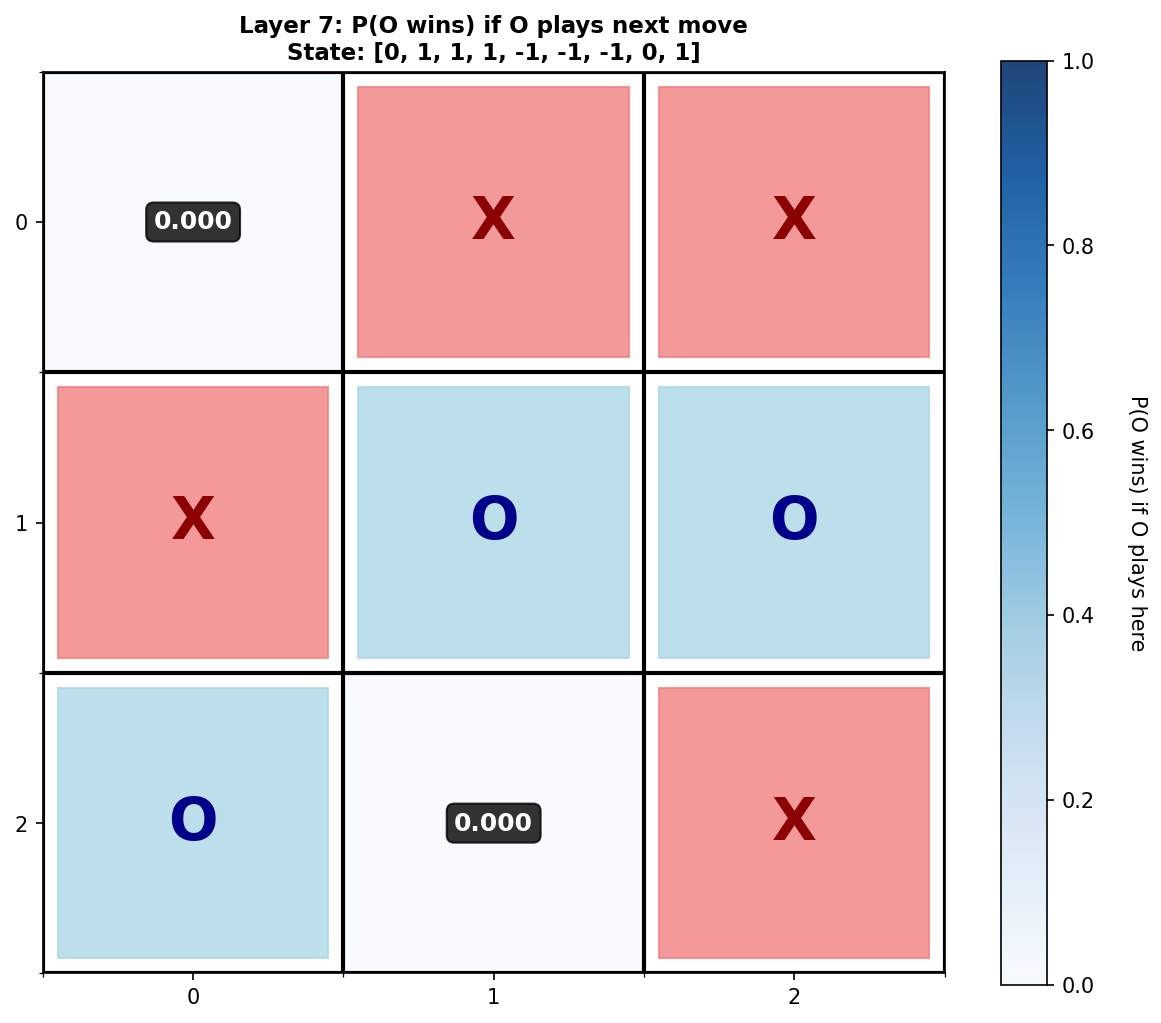 Layer 7: P(O wins) if O plays next move
State: [0, 1, 1, 1, -1, -1, -1, 0, 1]
0
0.000
X
X
1
X
O
O
2
O
0.000
X
0
1
2
1.0
0.8
0.6
0.4
0.2
0.0
P(O wins) if O plays here